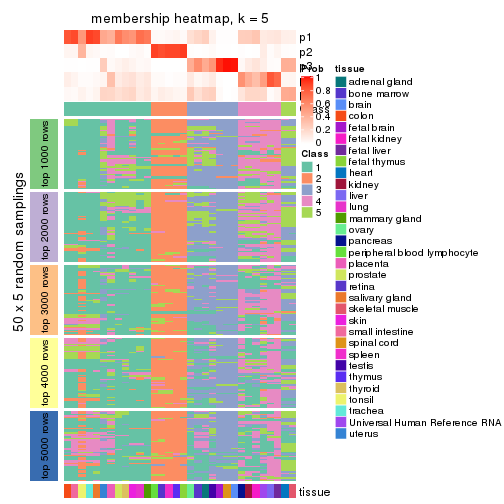 membership heatmap, k = 5
p1
p2
p3
Prob
1
0.8
0.6
0.4
0.2
0
Class
1
2
3
4
5
50 x 5 random samplings
top 1000 rows
top 2000 rows
top 3000 rows
top 4000 rows
top 5000 rows
tissue
tissue
adrenal gland
bone marrow
brain
colon
fetal brain
fetal kidney
fetal liver
fetal thymus
heart
kidney
liver
lung
mammary gland
ovary
pancreas
peripheral blood lymphocyte
placenta
prostate
retina
salivary gland
skeletal muscle
skin
small intestine
spinal cord
spleen
testis
thymus
thyroid
tonsil
trachea
Universal Human Reference RNA
uterus